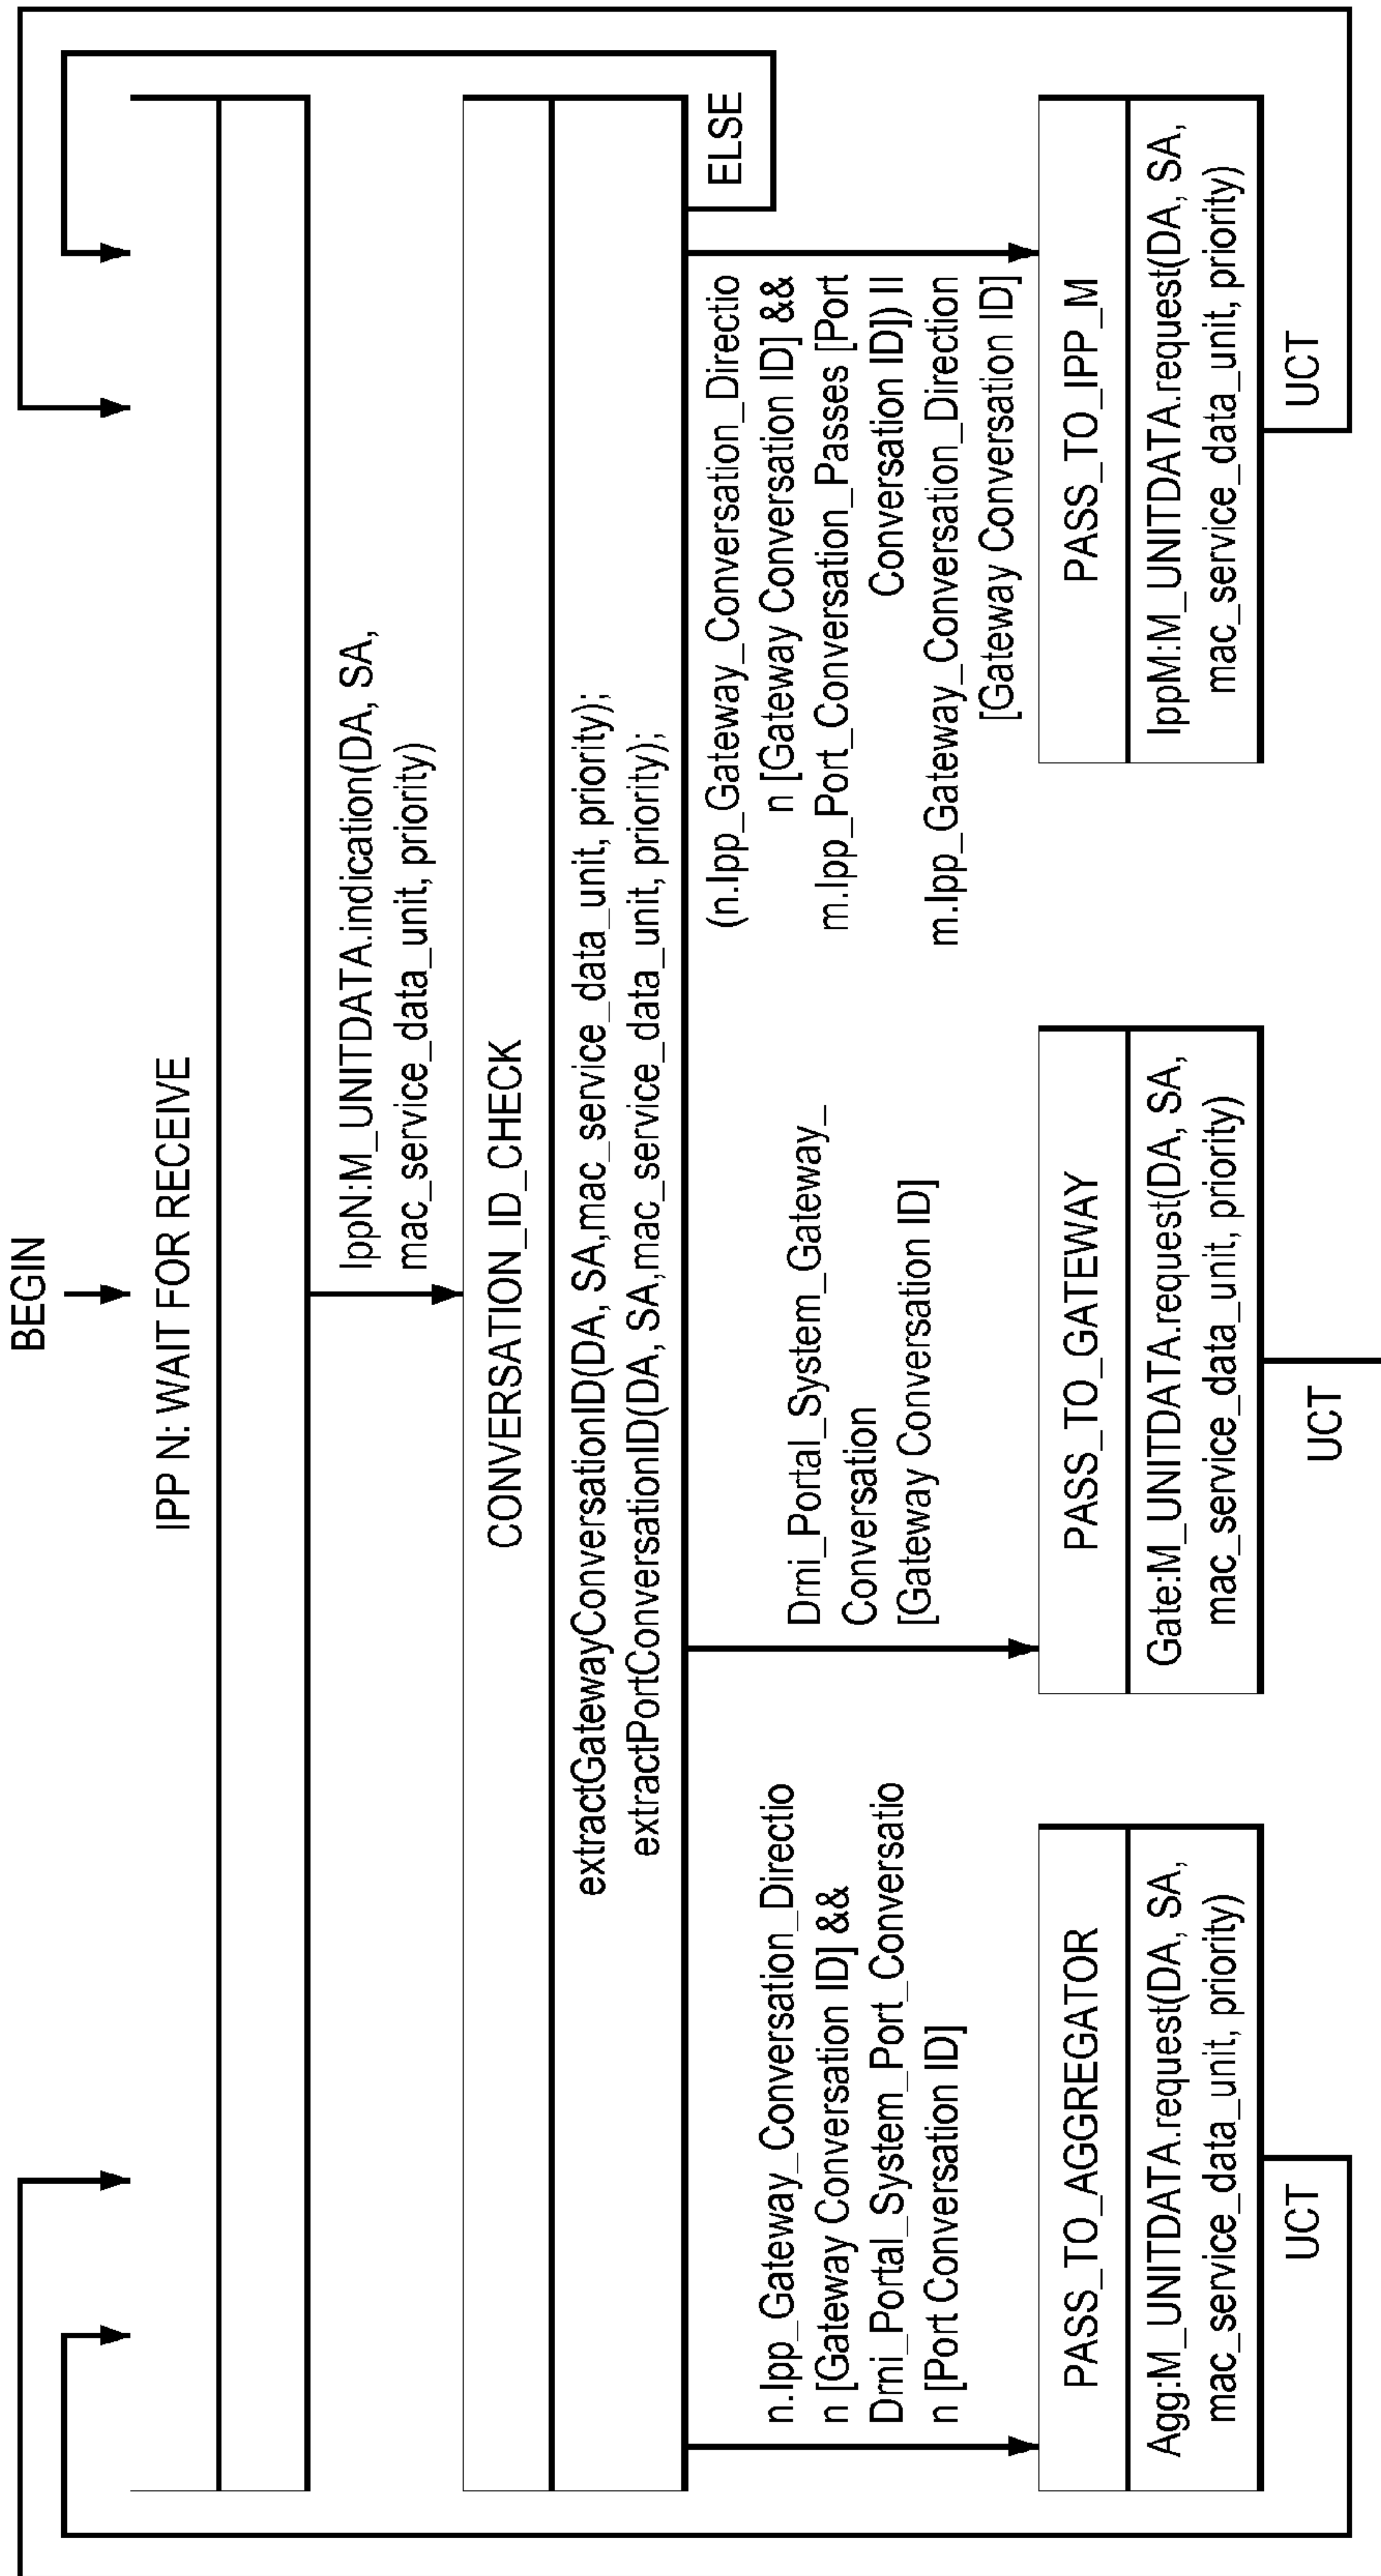 BEGIN
IPP N: WAIT FOR RECEIVE
IppN:M_UNITDATA.indication(DA, SA,
mac_service_data_unit, priority)
CONVERSATION_ID_CHECK
extractGatewayConversationID(DA, SA,mac_service_data_unit, priority);
extractPortConversationID(DA, SA,mac_service_data_unit, priority);
ELSE
n.Ipp_Gateway_Conversation_Directio
n [Gateway Conversation ID] &&
Drni_Portal_System_Port_Conversatio
n [Port Conversation ID]
Drni_Portal_System_Gateway_
Conversation
[Gateway Conversation ID]
(n.Ipp_Gateway_Conversation_Directio
n [Gateway Conversation ID] &&
m.Ipp_Port_Conversation_Passes [Port
Conversation ID]) II
m.Ipp_Gateway_Conversation_Direction
[Gateway Conversation ID]
PASS_TO_AGGREGATOR
Agg:M_UNITDATA.request(DA, SA,
mac_service_data_unit, priority)
UCT
PASS_TO_GATEWAY
Gate:M_UNITDATA.request(DA, SA,
mac_service_data_unit, priority)
UCT
PASS_TO_IPP_M
IppM:M_UNITDATA.request(DA, SA,
mac_service_data_unit, priority)
UCT